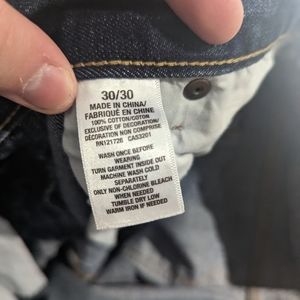 30/30
MADE IN CHINA/
FABRIQUÉ EN CHINE
100% COTTON/COTON
EXCLUSIVE OF DECORATION/
DÉCORATION NON COMPRISE
RN121726 CA53201
WASH ONCE BEFORE
WEARING
TURN GARMENT INSIDE OUT
MACHINE WASH COLD
SEPARATELY
ONLY NON-CHLORINE BLEACH
WHEN NEEDED
TUMBLE DRY LOW
WARM IRON IF NEEDED